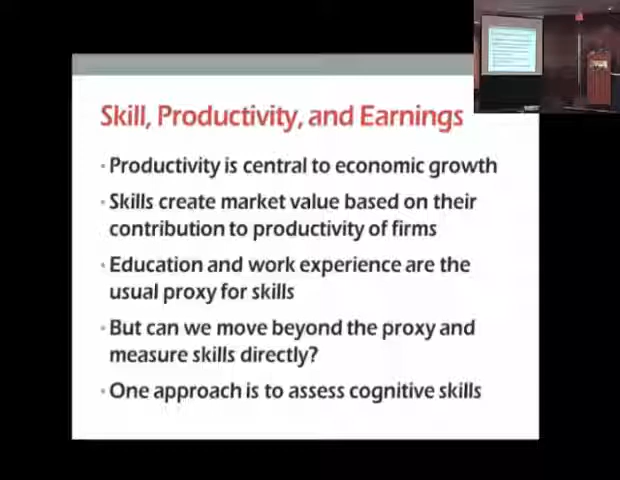 Skill, Productivity, and Earnings
• Productivity is central to economic growth
• Skills create market value based on their
contribution to productivity of firms
• Education and work experience are the
usual proxy for skills
• But can we move beyond the proxy and
measure skills directly?
• One approach is to assess cognitive skills